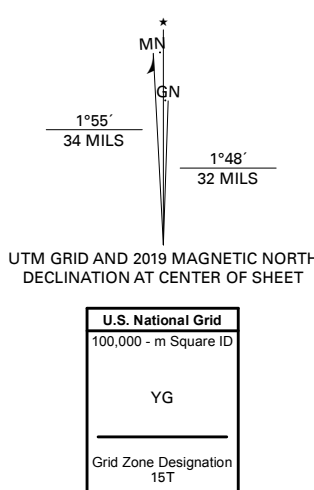 ★
MN
GN
1°55´
34 MILS
1°48´
32 MILS
UTM GRID AND 2019 MAGNETIC NORTH
DECLINATION AT CENTER OF SHEET
U.S. National Grid
100,000 - m Square ID
YG
Grid Zone Designation
15T